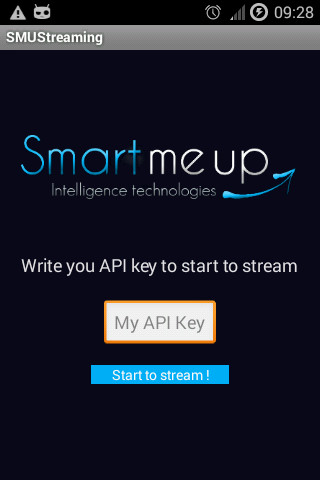 09:28
SMUStreaming
Smart me up
Intelligence technologies
Write you API key to start to stream
My API Key
Start to stream !